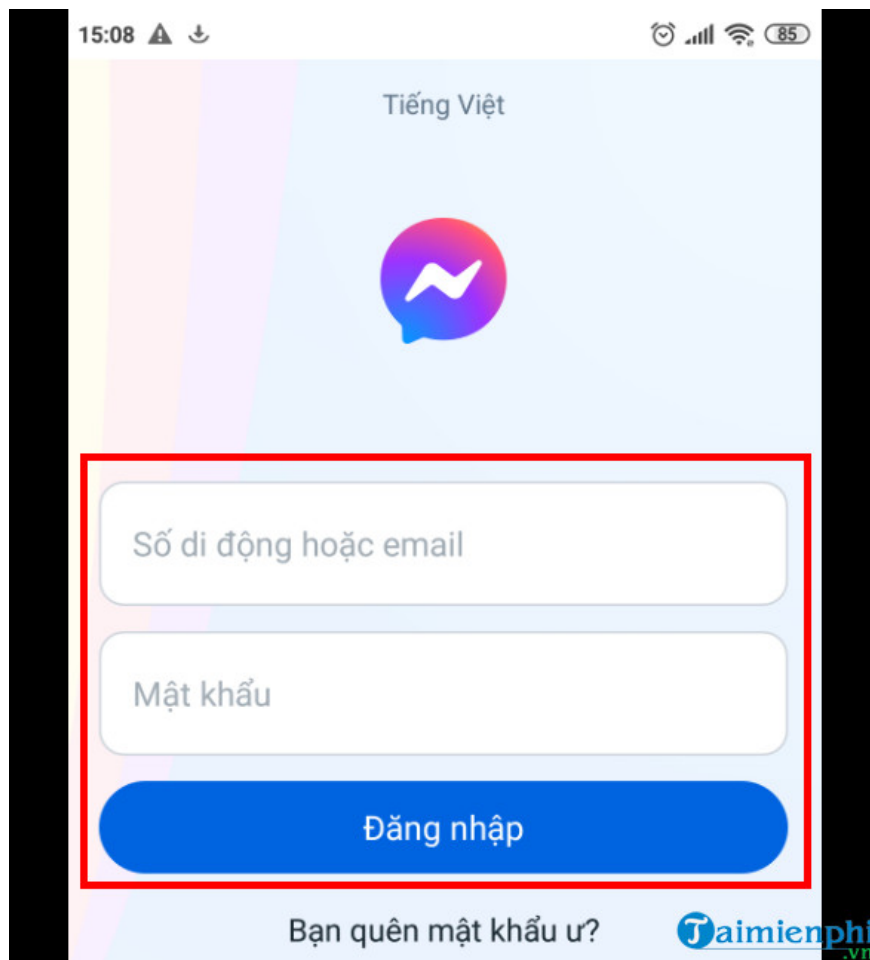 15:08
85
Tiếng Việt
Số di động hoặc email
Mật khẩu
Đăng nhập
Bạn quên mật khẩu ư?
Taimienphi
.vn